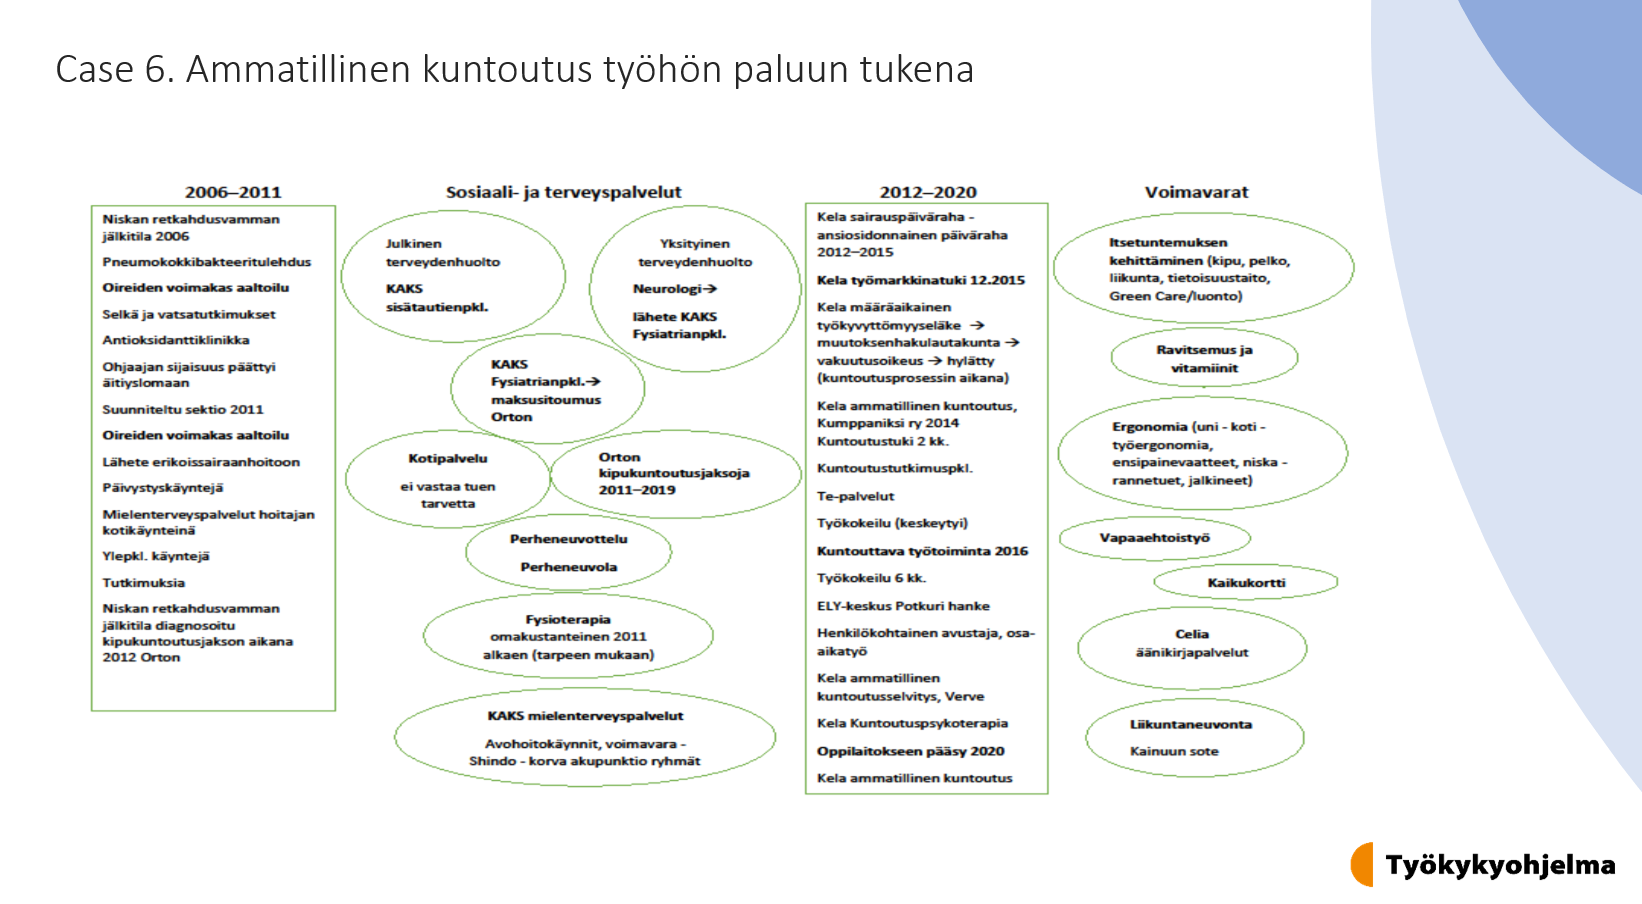 Case 6. Ammatillinen kuntoutus työhön paluun tukena
2006–2011
Niskan retkahdusvamman
jälkitila 2006
Pneumokokkibakteeritulehdus
Oireiden voimakas aaltoilu
Selkä ja vatsatutkimukset
Antioksidanttiklinikka
Ohjaajan sijaisuus päättyi
äitiyslomaan
Suunniteltu sektio 2011
Oireiden voimakas aaltoilu
Lähete erikoissairaanhoitoon
Päivystyskäyntejä
Mielenterveyspalvelut hoitajan
kotikäynteinä
Ylepkl. käyntejä
Tutkimuksia
Niskan retkahdusvamman
jälkitila diagnosoitu
kipukuntoutusjakson aikana
2012 Orton
Sosiaali- ja terveyspalvelut
Julkinen
terveydenhuolto
KAKS
sisätautienpkl.
Yksityinen
terveydenhuolto
Neurologi→
lähete KAKS
Fysiatrianpkl.
KAKS
Fysiatrianpkl.→
maksusitoumus
Orton
Kotipalvelu
ei vastaa tuen
tarvetta
Orton
kipukuntoutusjaksoja
2011–2019
Perheneuvottelu
Perheneuvola
Fysioterapia
omakustanteinen 2011
alkaen (tarpeen mukaan)
KAKS mielenterveyspalvelut
Avohoitokäynnit, voimavara -
Shindo - korva akupunktio ryhmät
2012–2020
Kela sairauspäiväraha -
ansiosidonnainen päiväraha
2012–2015
Kela työmarkkinatuki 12.2015
Kela määräaikainen
työkyvyttömyyseläke →
muutoksenhakulautakunta →
vakuutusoikeus → hylätty
(kuntoutusprosessin aikana)
Kela ammatillinen kuntoutus,
Kumppaniksi ry 2014
Kuntoutustuki 2 kk.
Kuntoutustutkimuspkl.
Te-palvelut
Työkokeilu (keskeytyi)
Kuntouttava työtoiminta 2016
Työkokeilu 6 kk.
ELY-keskus Potkuri hanke
Henkilökohtainen avustaja, osa-
aikatyö
Kela ammatillinen
kuntoutusselvitys, Verve
Kela Kuntoutuspsykoterapia
Oppilaitokseen pääsy 2020
Kela ammatillinen kuntoutus
Voimavarat
Itsetuntemuksen
kehittäminen (kipu, pelko,
liikunta, tietoisuustaito,
Green Care/luonto)
Ravitsemus ja
vitamiinit
Ergonomia (uni - koti -
työergonomia,
ensipainevaatteet, niska -
rannetuet, jalkineet)
Vapaaehtoistyö
Kaikukortti
Celia
äänikirjapalvelut
Liikuntaneuvonta
Kainuun sote
Työkykyohjelma